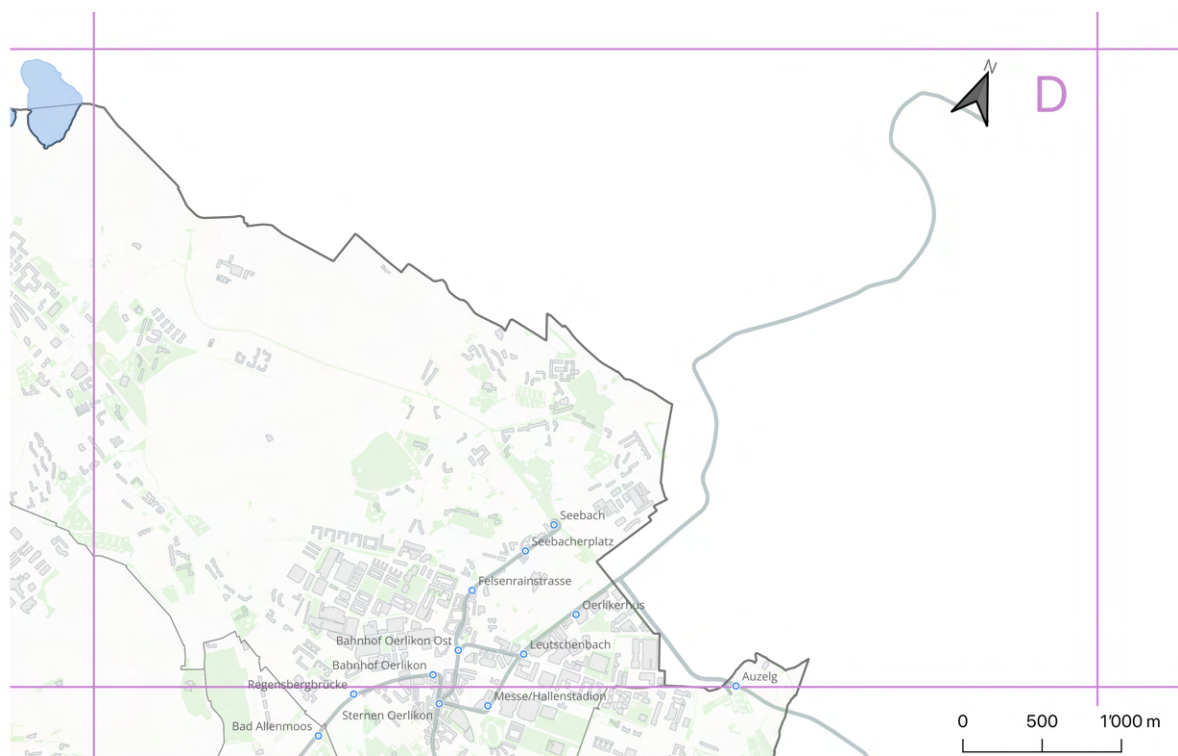 N
D
Seebach
Seebacherplatz
Felsenrainstrasse
Oerlikerhus
Bahnhof Oerlikon Ost
Leutschenbach
Bahnhof Oerlikon
Auzelg
Regensbergbrücke
Messe/Hallenstadion
Sternen Oerlikon
Bad Allenmoos
0 500 1'000 m